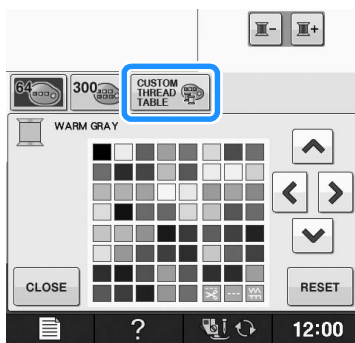 64
300
CUSTOM
THREAD
TABLE
WARM GRAY
CLOSE
RESET
?
12:00